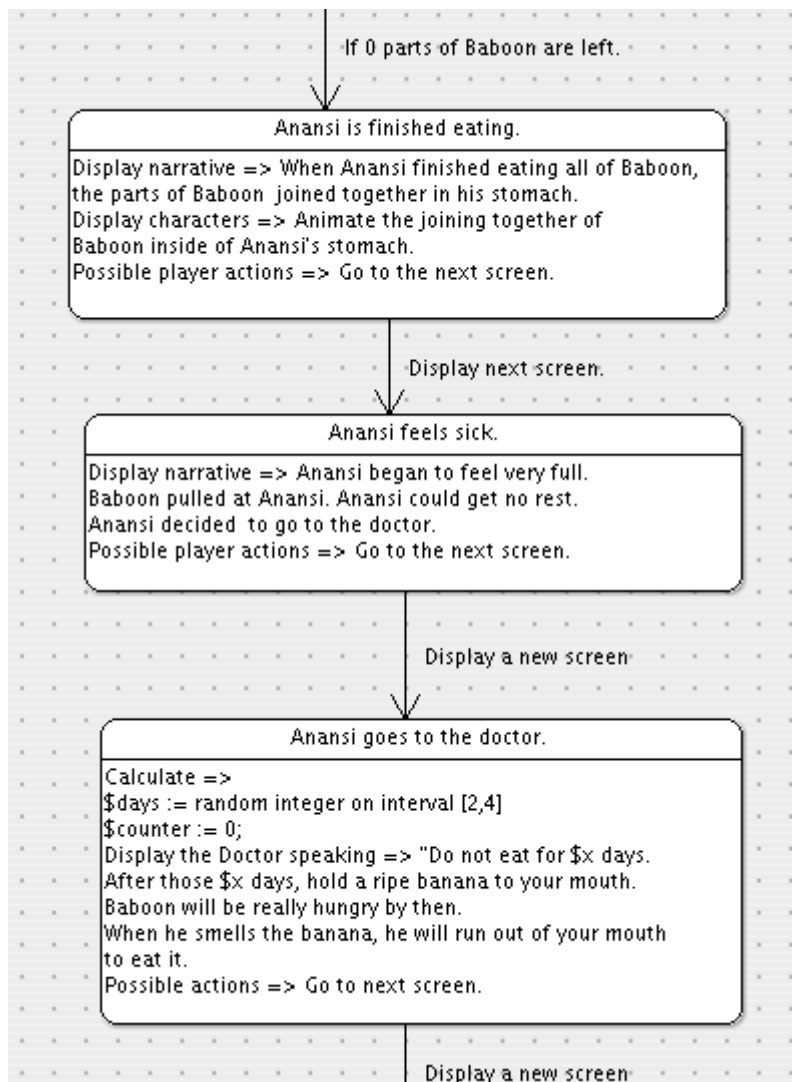 If 0 parts of Baboon are left.
Anansi is finished eating.
Display narrative => When Anansi finished eating all of Baboon,
the parts of Baboon joined together in his stomach.
Display characters => Animate the joining together of
Baboon inside of Anansi's stomach.
Possible player actions => Go to the next screen.
Display next screen.
Anansi feels sick.
Display narrative => Anansi began to feel very full.
Baboon pulled at Anansi. Anansi could get no rest.
Anansi decided to go to the doctor.
Possible player actions => Go to the next screen.
Display a new screen
Anansi goes to the doctor.
Calculate =>
$days := random integer on interval [2,4]
$counter := 0;
Display the Doctor speaking => "Do not eat for $x days.
After those $x days, hold a ripe banana to your mouth.
Baboon will be really hungry by then.
When he smells the banana, he will run out of your mouth
to eat it.
Possible actions => Go to next screen.
Display a new screen